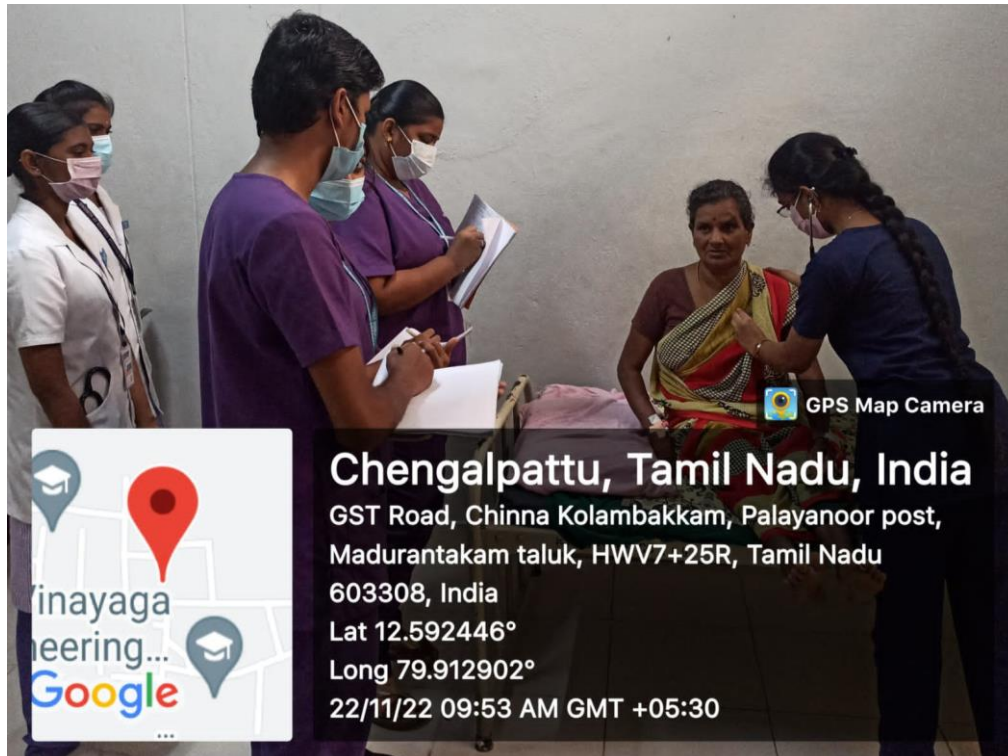 GPS Map Camera
Chengalpattu, Tamil Nadu, India
GST Road, Chinna Kolambakkam, Palayanoor post,
Madurantakam taluk, HWV7+25R, Tamil Nadu
603308, India
Lat 12.592446°
Long 79.912902°
22/11/22 09:53 AM GMT +05:30
Google